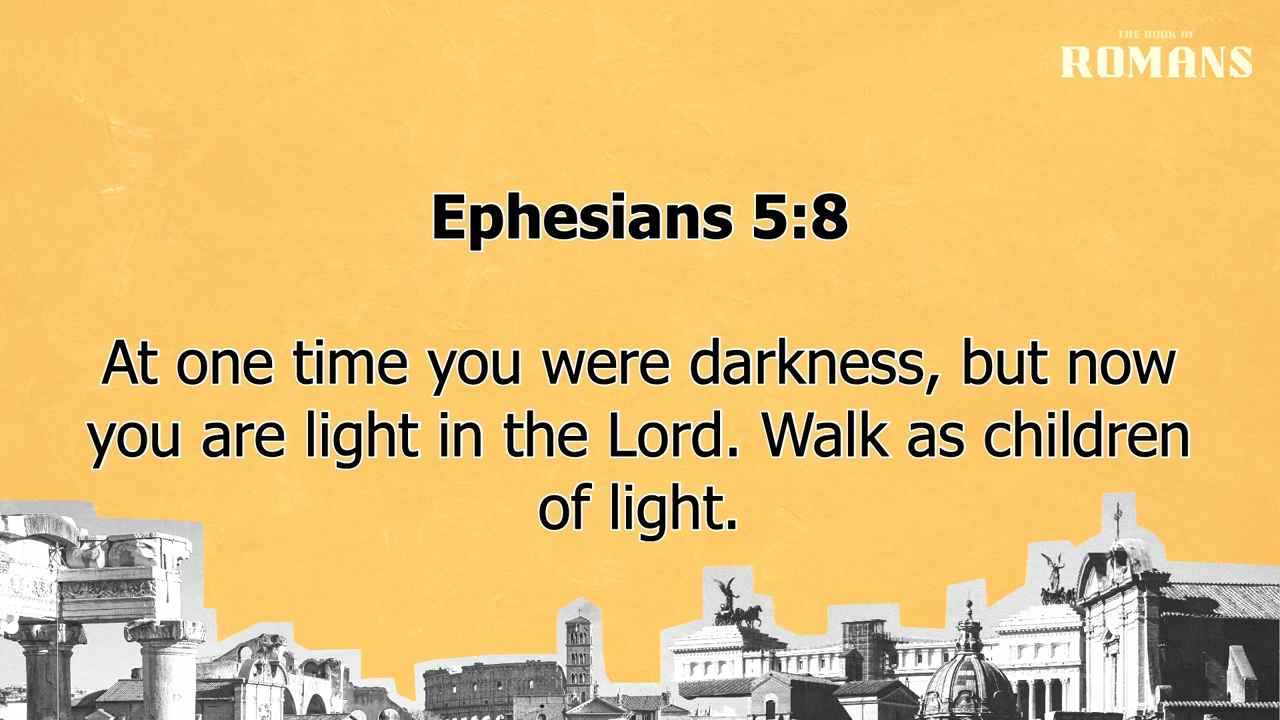 THE BOOK OF
ROMANS
Ephesians 5:8
At one time you were darkness, but now
you are light in the Lord. Walk as children
of light.